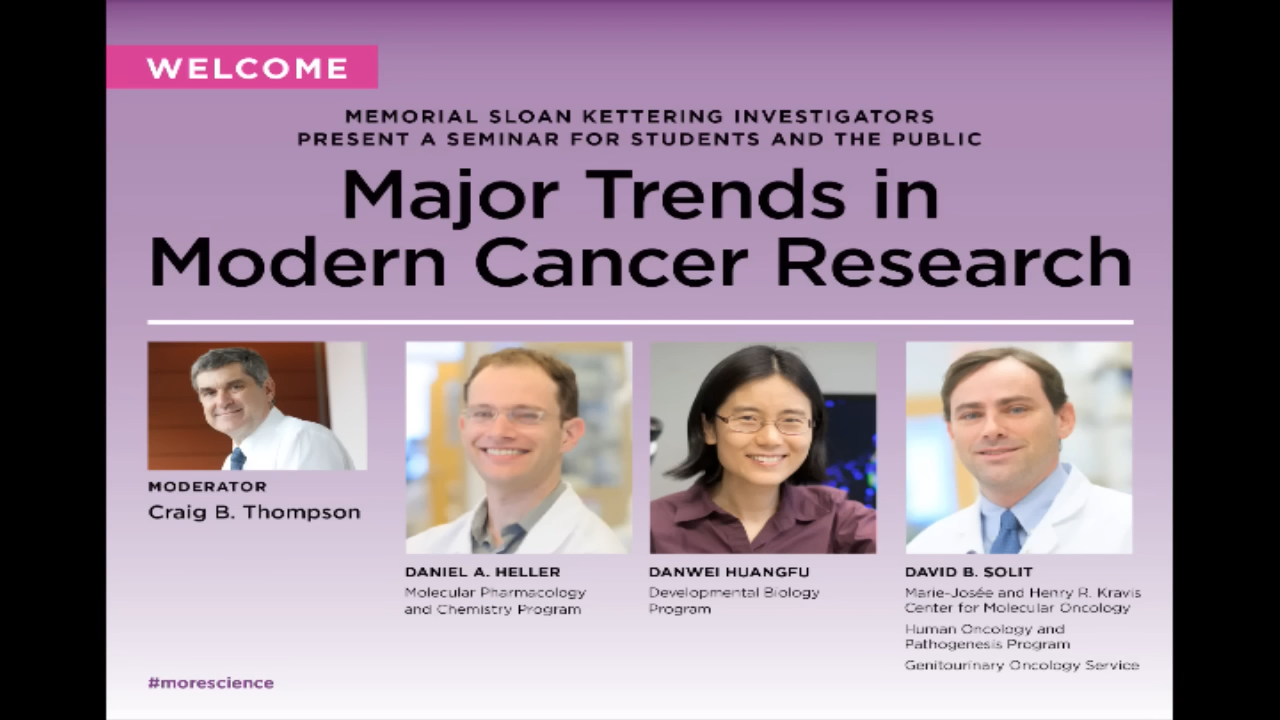 WELCOME
MEMORIAL SLOAN KETTERING INVESTIGATORS
PRESENT A SEMINAR FOR STUDENTS AND THE PUBLIC
Major Trends in
Modern Cancer Research
MODERATOR
Craig B. Thompson
DANIEL A. HELLER
Molecular Pharmacology
and Chemistry Program
DANWEI HUANGFU
Developmental Biology
Program
DAVID B. SOLIT
Marie-Josée and Henry R. Kravis
Center for Molecular Oncology
Human Oncology and
Pathogenesis Program
Genitourinary Oncology Service
#morescience